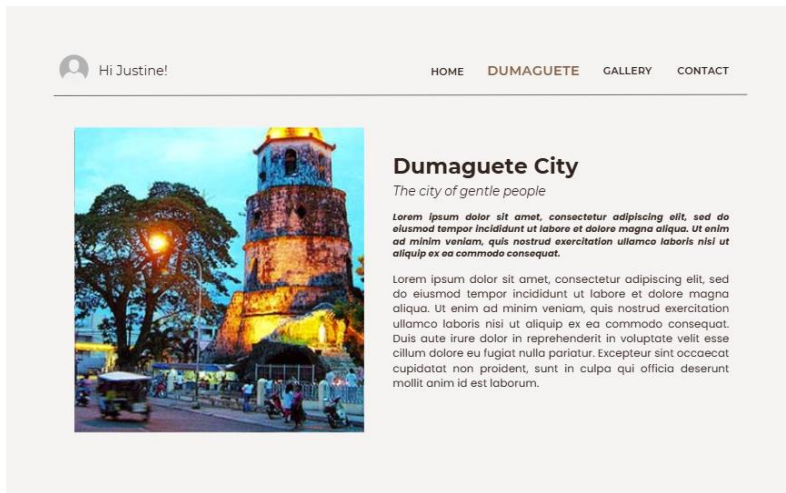 Hi Justine!
HOME DUMAGUETE GALLERY CONTACT
Dumaguete City
The city of gentle people
Lorem ipsum dolor sit amet, consectetur adipiscing elit, sed do
eiusmod tempor incididunt ut labore et dolore magna aliqua. Ut enim
ad minim veniam, quis nostrud exercitation ullamco laboris nisi ut
aliquip ex ea commodo consequat.
Lorem ipsum dolor sit amet, consectetur adipiscing elit, sed
do eiusmod tempor incididunt ut labore et dolore magna
aliqua. Ut enim ad minim veniam, quis nostrud exercitation
ullamco laboris nisi ut aliquip ex ea commodo consequat.
Duis aute irure dolor in reprehenderit in voluptate velit esse
cillum dolore eu fugiat nulla pariatur. Excepteur sint occaecat
cupidatat non proident, sunt in culpa qui officia deserunt
mollit anim id est laborum.